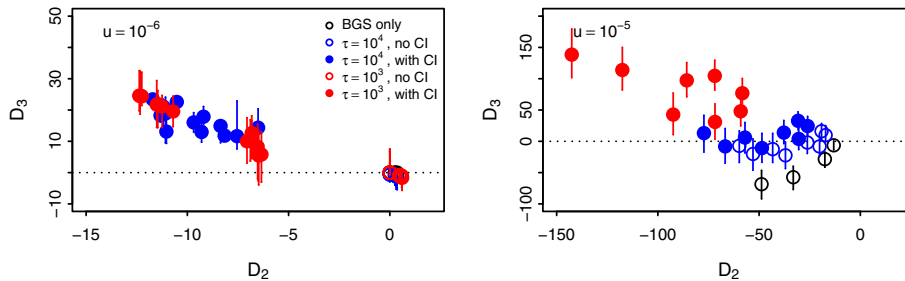 u = 10⁻⁶
BGS only
τ = 10⁴ , no CI
τ = 10⁴ , with CI
τ = 10³ , no CI
τ = 10³ , with CI
D₃
50
30
10
−10
−15
−10
−5
0
D₂
u = 10⁻⁵
D₃
150
50
0
−100
−150
−100
−50
0
D₂